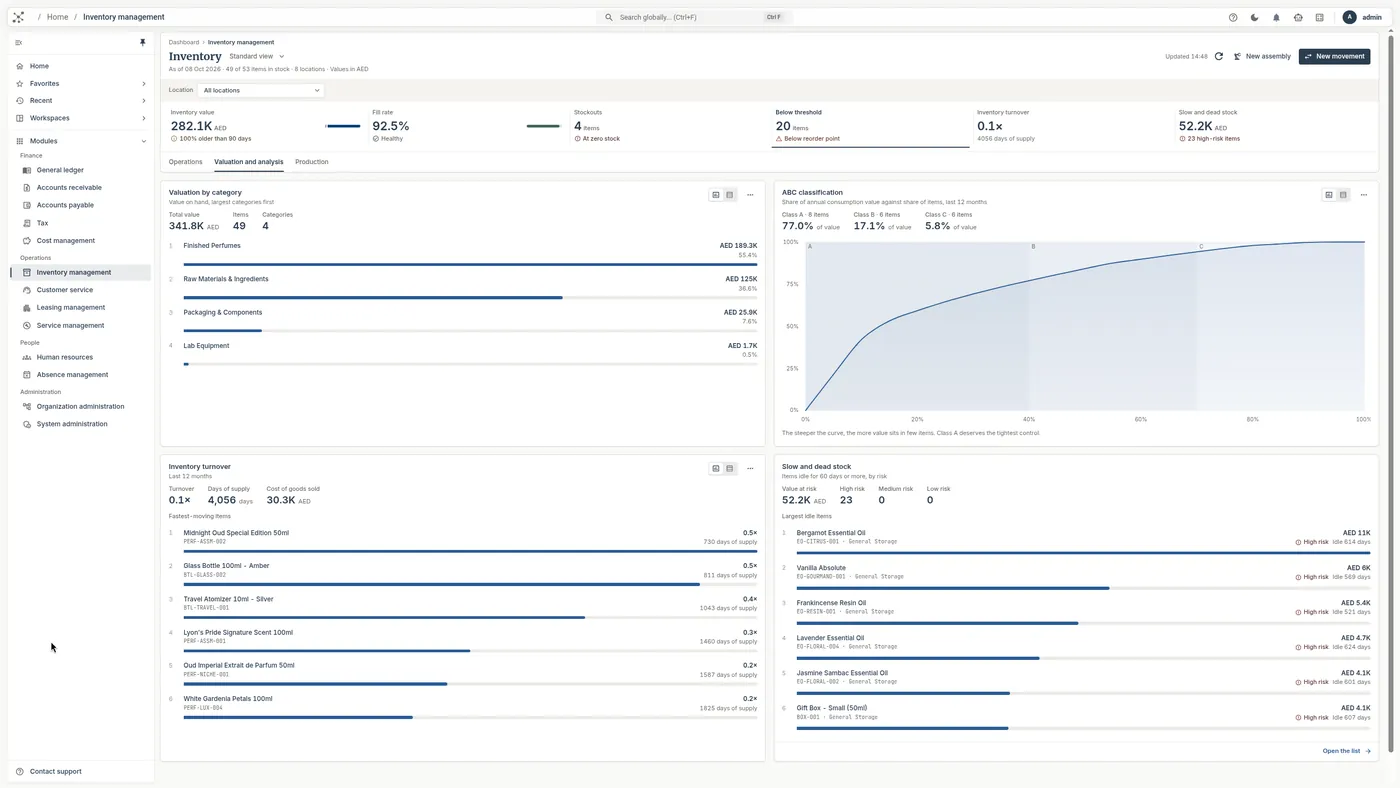 / Home / Inventory management
Search globally... (Ctrl+F)
Ctrl F
A
admin
Home
Favorites
Recent
Workspaces
Modules
Finance
General ledger
Accounts receivable
Accounts payable
Tax
Cost management
Operations
Inventory management
Customer service
Leasing management
Service management
People
Human resources
Absence management
Administration
Organization administration
System administration
Contact support
Dashboard > Inventory management
Inventory
Standard view
As of 08 Oct 2026 · 49 of 53 items in stock · 8 locations · Values in AED
Updated 14:48
New assembly
New movement
Location
All locations
Inventory value
282.1K AED
100% older than 90 days
Fill rate
92.5%
Healthy
Stockouts
4 items
At zero stock
Below threshold
20 items
Below reorder point
Inventory turnover
0.1×
4056 days of supply
Slow and dead stock
52.2K AED
23 high-risk items
Operations
Valuation and analysis
Production
Valuation by category
Value on hand, largest categories first
Total value
341.8K AED
Items
49
Categories
4
1 Finished Perfumes AED 189.3K
55.4%
2 Raw Materials & Ingredients AED 125K
36.6%
3 Packaging & Components AED 25.9K
7.6%
4 Lab Equipment AED 1.7K
0.5%
ABC classification
Share of annual consumption value against share of items, last 12 months
Class A · 8 items
77.0% of value
Class B · 6 items
17.1% of value
Class C · 6 items
5.8% of value
100%
75%
50%
25%
0%
A
B
C
0% 20% 40% 60% 80% 100%
The steeper the curve, the more value sits in few items. Class A deserves the tightest control.
Inventory turnover
Last 12 months
Turnover
0.1×
Days of supply
4,056 days
Cost of goods sold
30.3K AED
Fastest-moving items
1 Midnight Oud Special Edition 50ml 0.5×
PERF-ASSM-002 730 days of supply
2 Glass Bottle 100ml - Amber 0.5×
BTL-GLASS-002 811 days of supply
3 Travel Atomizer 10ml - Silver 0.4×
BTL-TRAVEL-001 1043 days of supply
4 Lyon's Pride Signature Scent 100ml 0.3×
PERF-ASSM-001 1460 days of supply
5 Oud Imperial Extrait de Parfum 50ml 0.2×
PERF-NICHE-001 1587 days of supply
6 White Gardenia Petals 100ml 0.2×
PERF-LUX-004 1825 days of supply
Slow and dead stock
Items idle for 60 days or more, by risk
Value at risk
52.2K AED
High risk
23
Medium risk
0
Low risk
0
Largest idle items
1 Bergamot Essential Oil AED 11K
EO-CITRUS-001 · General Storage High risk Idle 614 days
2 Vanilla Absolute AED 6K
EO-GOURMAND-001 · General Storage High risk Idle 569 days
3 Frankincense Resin Oil AED 5.4K
EO-RESIN-001 · General Storage High risk Idle 521 days
4 Lavender Essential Oil AED 4.7K
EO-FLORAL-004 · General Storage High risk Idle 624 days
5 Jasmine Sambac Essential Oil AED 4.1K
EO-FLORAL-002 · General Storage High risk Idle 601 days
6 Gift Box - Small (50ml) AED 4.1K
BOX-001 · General Storage High risk Idle 607 days
Open the list